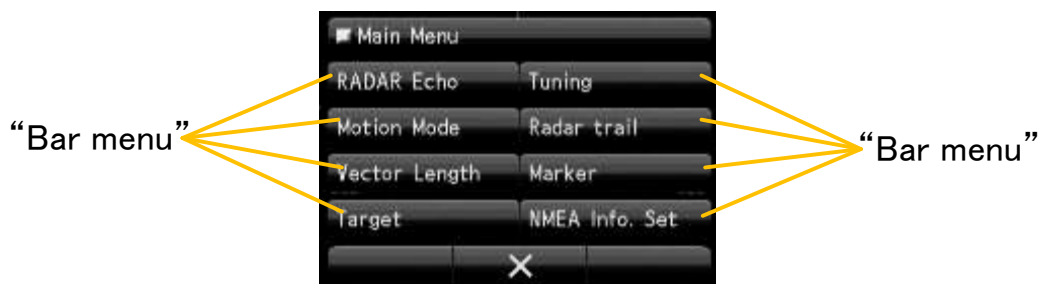 Main Menu
RADAR Echo Tuning
“Bar menu” Motion Mode Radar trail “Bar menu”
Vector Length Marker
Target NMEA Info. Set